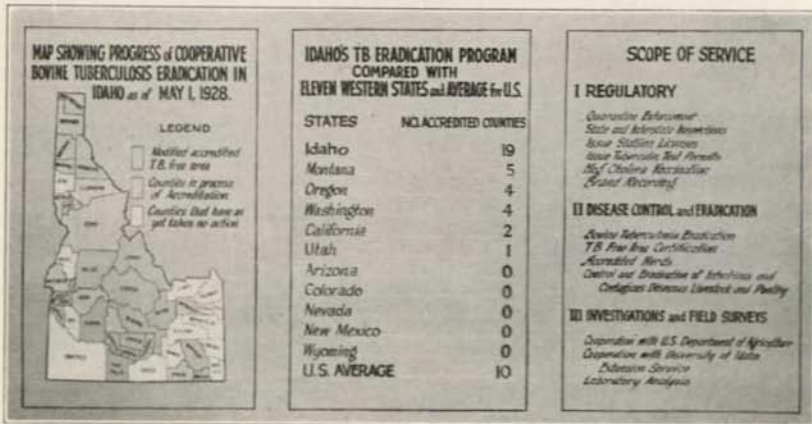 MAP SHOWING PROGRESS of COOPERATIVE
BOVINE TUBERCULOSIS ERADICATION IN
IDAHO as of MAY 1, 1928.
LEGEND
Modified accredited
T.B. free area
Counties in process
of Accreditation
Counties that have as
yet taken no action
IDAHO'S TB ERADICATION PROGRAM
COMPARED WITH
ELEVEN WESTERN STATES and AVERAGE for U.S.
STATES NO. ACCREDITED COUNTIES
Idaho 19
Montana 5
Oregon 4
Washington 4
California 2
Utah 1
Arizona 0
Colorado 0
Nevada 0
New Mexico 0
Wyoming 0
U.S. AVERAGE 10
SCOPE OF SERVICE
I REGULATORY
Quarantine Enforcement
State and Interstate Inspections
Issue Stallion Licenses
Issue Tuberculin Test Permits
Hog Cholera Vaccination
Brand Recording
II DISEASE CONTROL and ERADICATION
Bovine Tuberculosis Eradication
T.B. Free Area Certification
Accredited Herds
Control and Eradication of Infectious and
Contagious Diseases Livestock and Poultry
III INVESTIGATIONS and FIELD SURVEYS
Cooperation with U.S. Department of Agriculture
Cooperation with University of Idaho
Extension Service
Laboratory Analysis